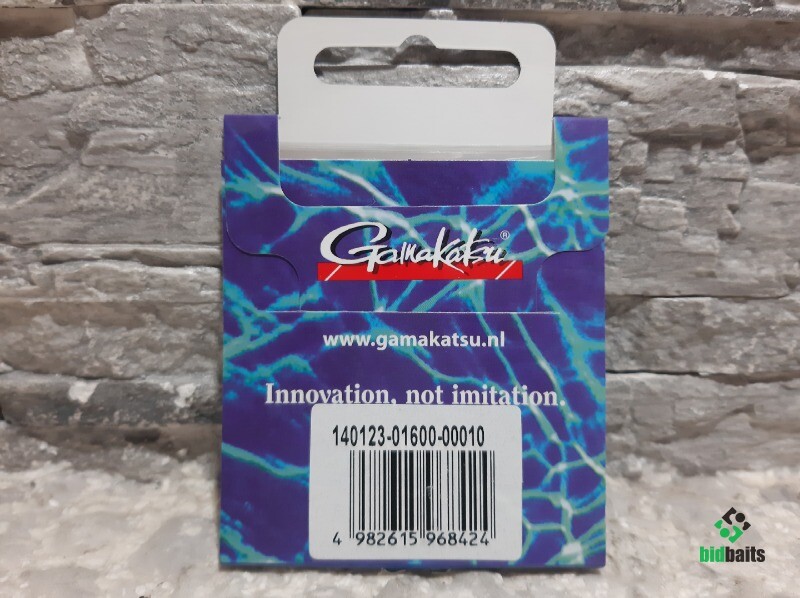 Gamakatsu®
www.gamakatsu.nl
Innovation, not imitation.
140123-01600-00010
4 982615 968424
bidbaits